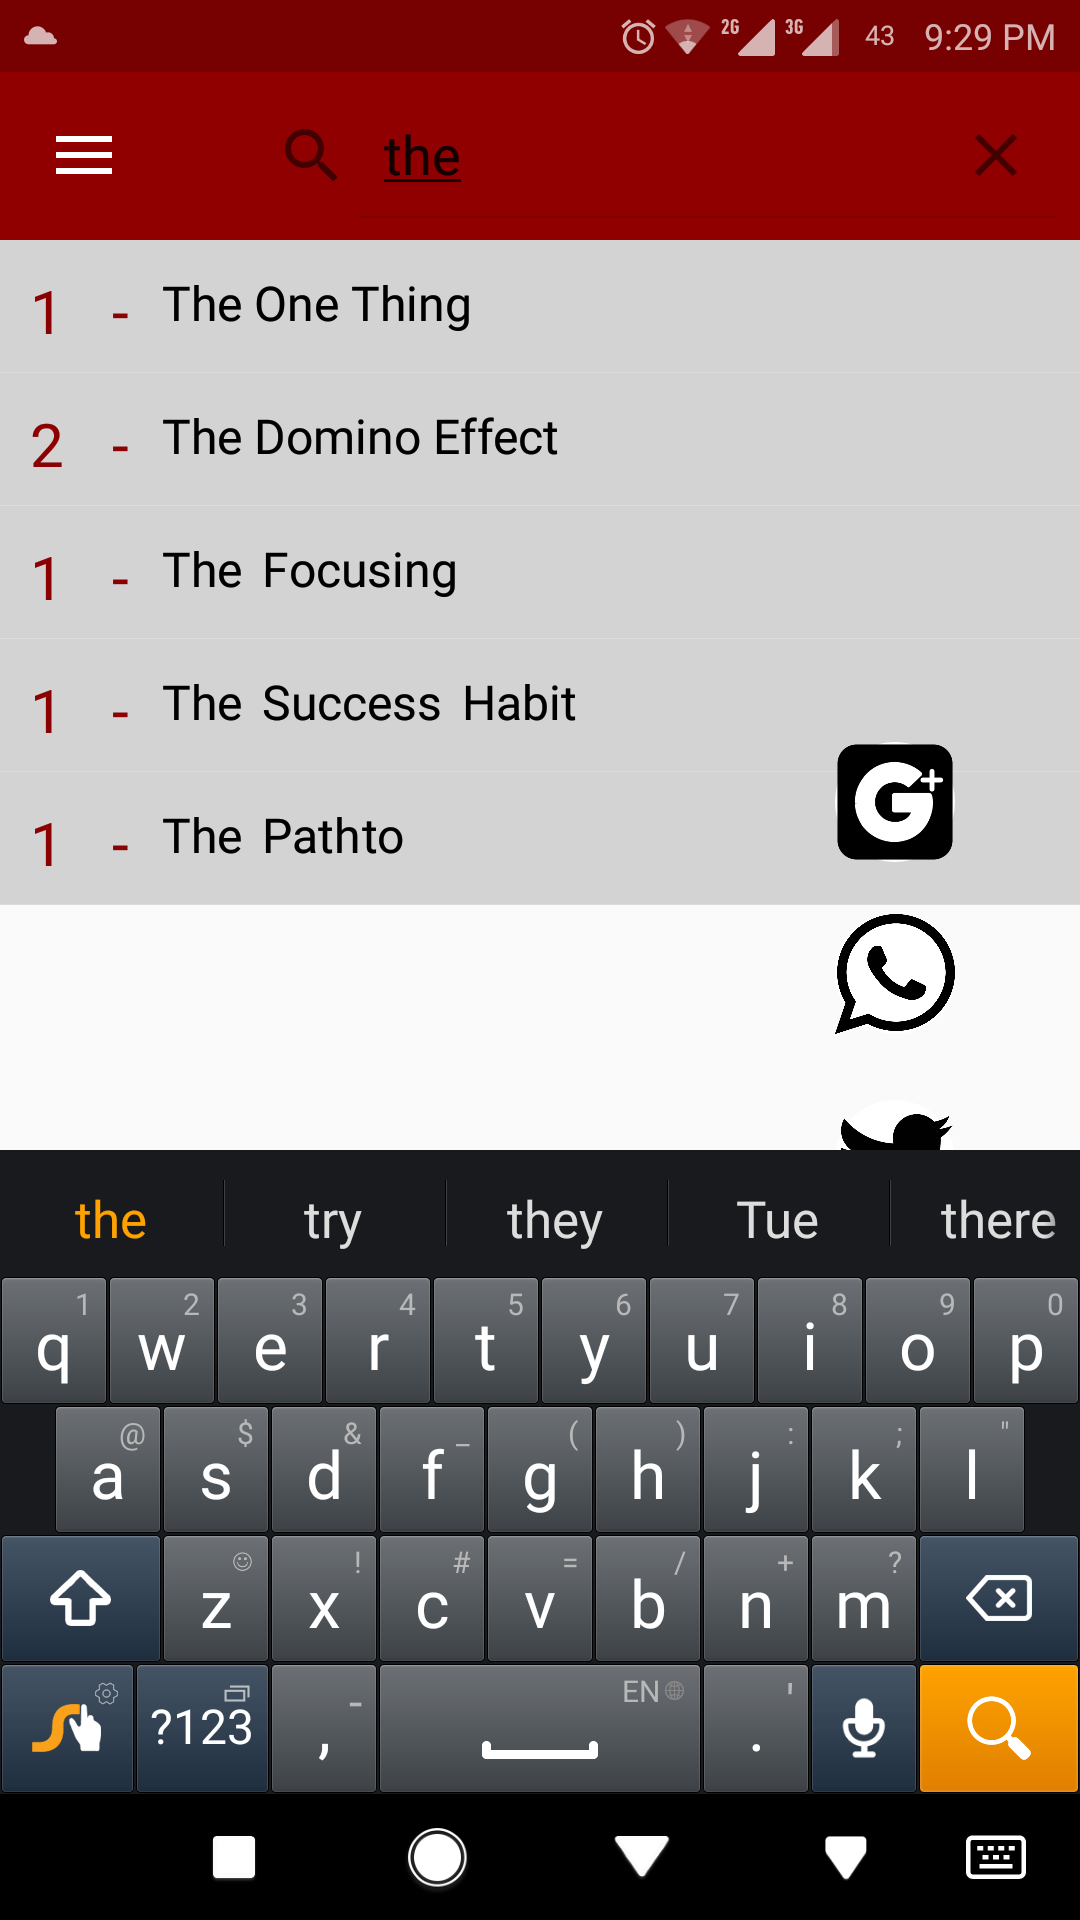 2G 3G 43 9:29 PM
the
1 - The One Thing
2 - The Domino Effect
1 - The Focusing
1 - The Success Habit
1 - The Pathto
G+
the try they Tue there
1 2 3 4 5 6 7 8 9 0
q w e r t y u i o p
@ $ & _ ( ) : ; "
a s d f g h j k l
! # = / + ?
z x c v b n m
- EN '
?123 , .